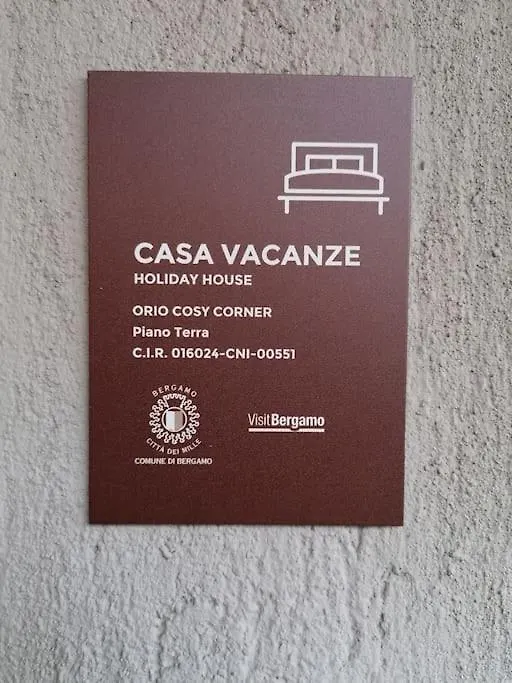 CASA VACANZE
HOLIDAY HOUSE
ORIO COSY CORNER
Piano Terra
C.I.R. 016024-CNI-00551
BERGAMO
CITTÀ DEI MILLE
COMUNE DI BERGAMO
VisitBergamo